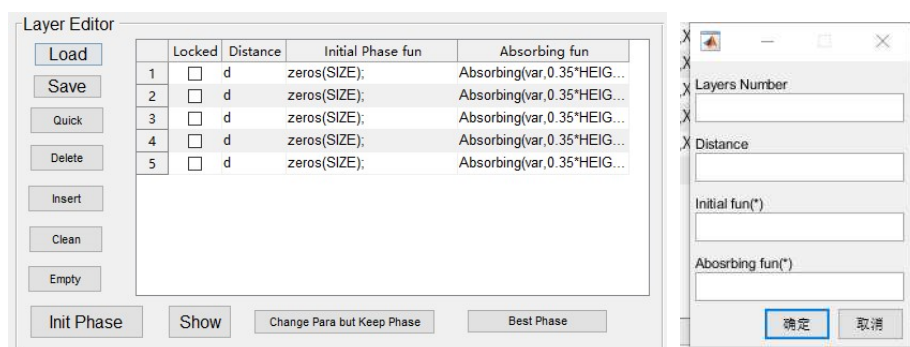 Layer Editor
Load
Save
Quick
Delete
Insert
Clean
Empty
Locked Distance Initial Phase fun Absorbing fun
1 d zeros(SIZE); Absorbing(var,0.35*HEIG...
2 d zeros(SIZE); Absorbing(var,0.35*HEIG...
3 d zeros(SIZE); Absorbing(var,0.35*HEIG...
4 d zeros(SIZE); Absorbing(var,0.35*HEIG...
5 d zeros(SIZE); Absorbing(var,0.35*HEIG...
Init Phase Show Change Para but Keep Phase Best Phase
,X
,X
,X
,X
,X
Layers Number
Distance
Initial fun(*)
Abosrbing fun(*)
确定 取消